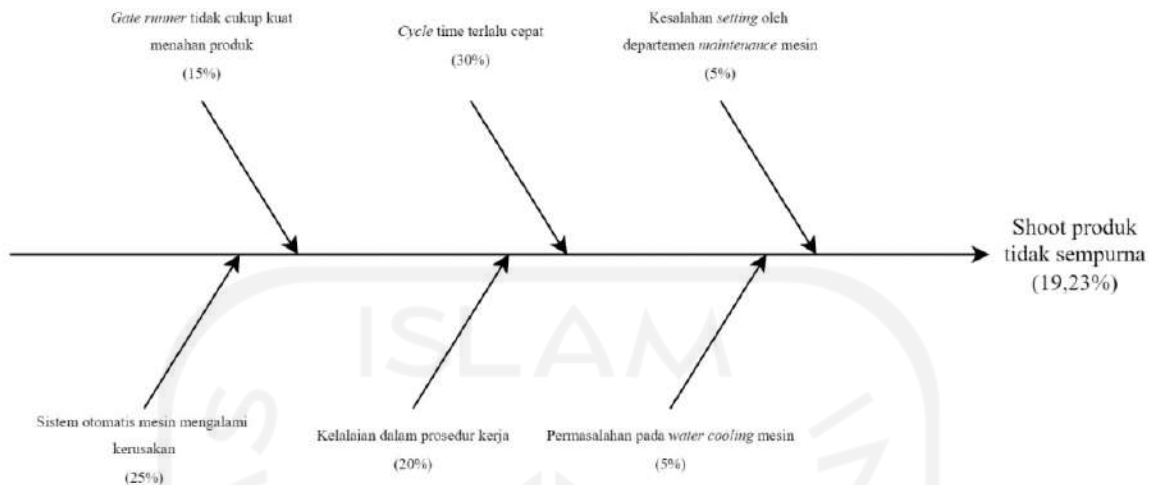 Gate runner tidak cukup kuat
menahan produk
(15%)
Cycle time terlalu cepat
(30%)
Kesalahan setting oleh
departemen maintenance mesin
(5%)
Shoot produk
tidak sempurna
(19,23%)
ISLAM
Sistem otomatis mesin mengalami
kerusakan
(25%)
Kelalaian dalam prosedur kerja
(20%)
Permasalahan pada water cooling mesin
(5%)